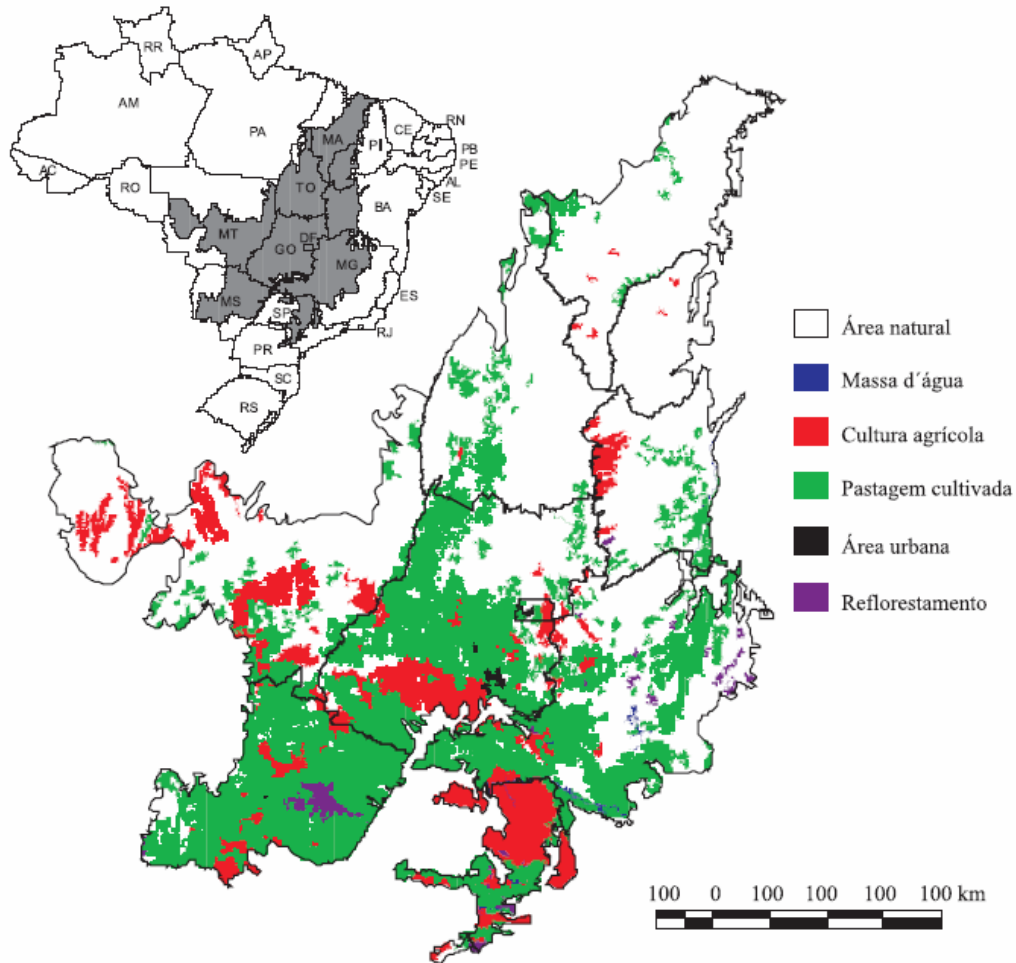 RR
AP
AM
PA
MA
PI
CE
RN
PB
PE
AL
SE
AC
RO
TO
BA
MT
GO
DF
MG
MS
ES
SP
RJ
PR
SC
RS
Área natural
Massa d´água
Cultura agrícola
Pastagem cultivada
Área urbana
Reflorestamento
100 0 100 100 100 100 km